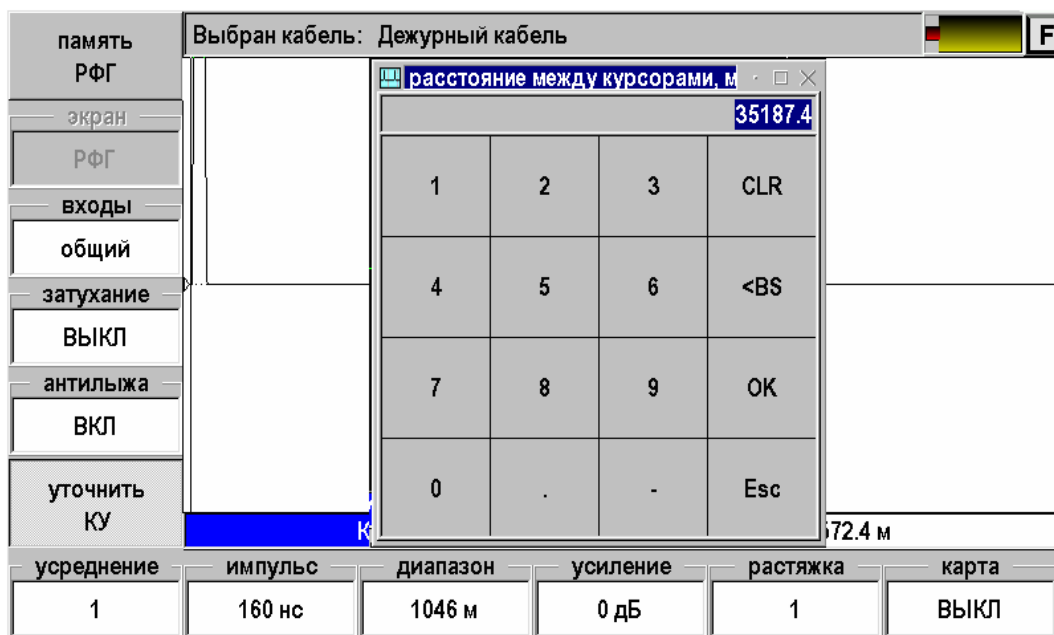 память
РФГ
Выбран кабель: Дежурный кабель
F
расстояние между курсорами, м
35187.4
экран
РФГ
входы
общий
затухание
ВЫКЛ
антилыжа
ВКЛ
уточнить
КУ
1 2 3 CLR
4 5 6 <BS
7 8 9 OK
0 . - Esc
572.4 м
усреднение импульс диапазон усиление растяжка карта
1 160 нс 1046 м 0 дБ 1 ВЫКЛ